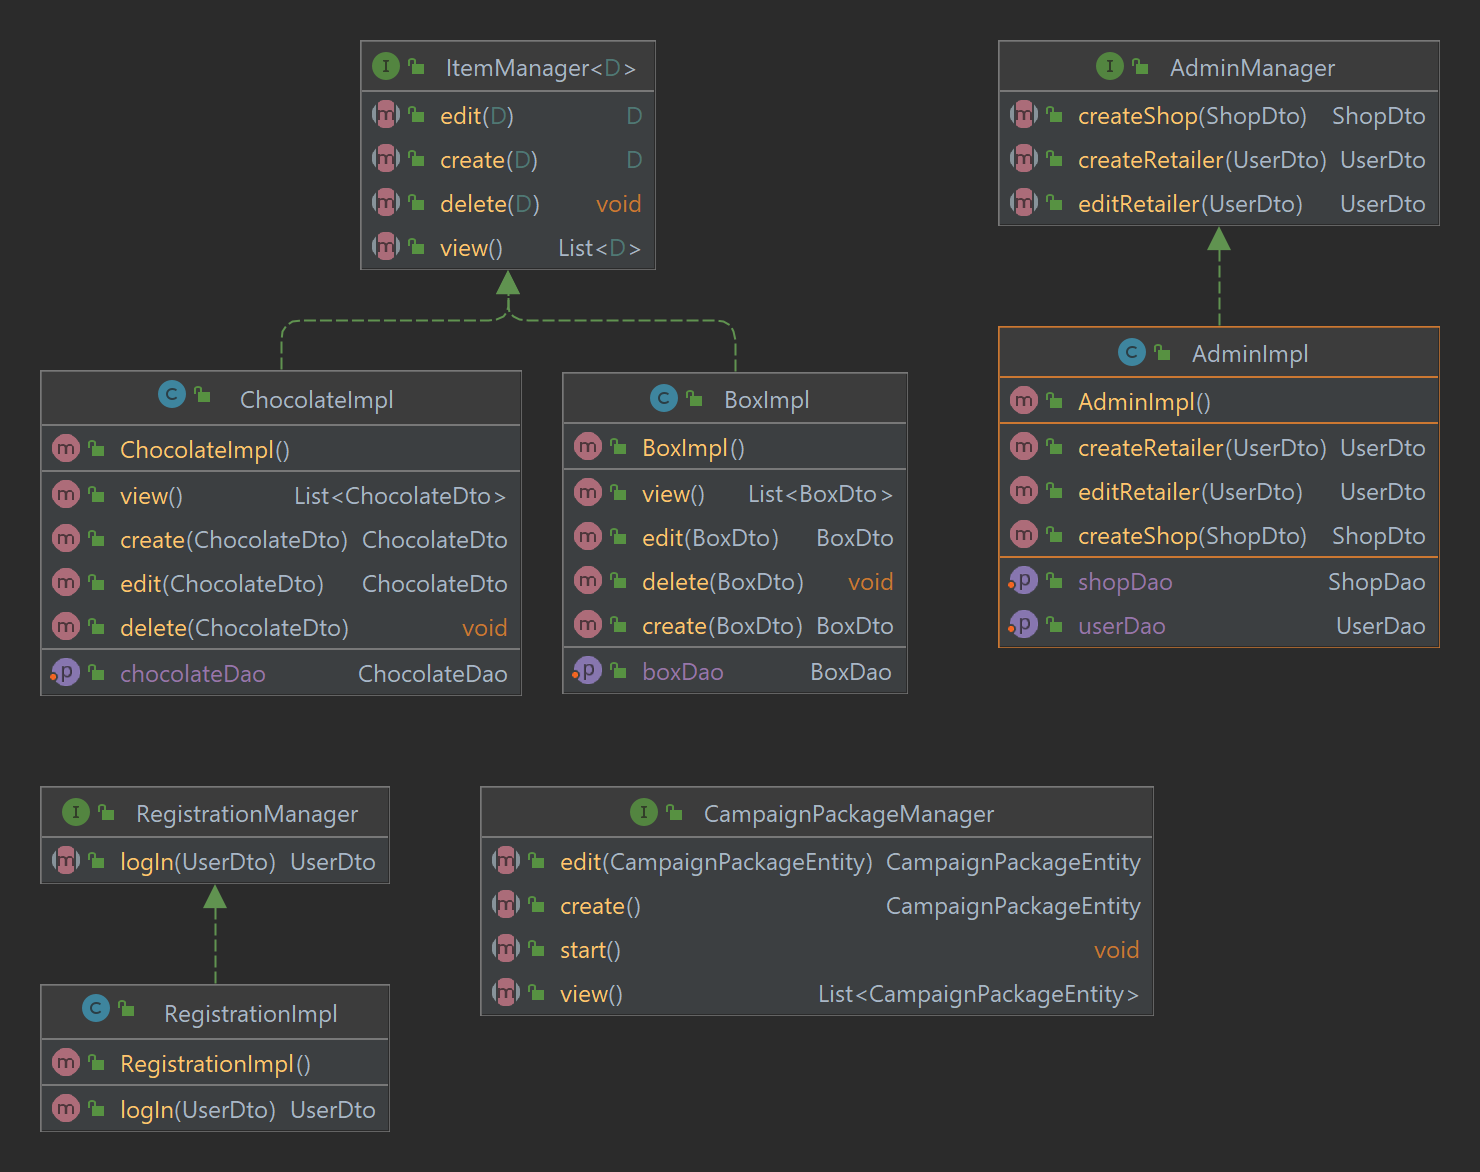 ItemManager<D>
edit(D) D
create(D) D
delete(D) void
view() List<D>
AdminManager
createShop(ShopDto) ShopDto
createRetailer(UserDto) UserDto
editRetailer(UserDto) UserDto
ChocolateImpl
ChocolateImpl()
view() List<ChocolateDto>
create(ChocolateDto) ChocolateDto
edit(ChocolateDto) ChocolateDto
delete(ChocolateDto) void
chocolateDao ChocolateDao
BoxImpl
BoxImpl()
view() List<BoxDto>
edit(BoxDto) BoxDto
delete(BoxDto) void
create(BoxDto) BoxDto
boxDao BoxDao
AdminImpl
AdminImpl()
createRetailer(UserDto) UserDto
editRetailer(UserDto) UserDto
createShop(ShopDto) ShopDto
shopDao ShopDao
userDao UserDao
RegistrationManager
logIn(UserDto) UserDto
RegistrationImpl
RegistrationImpl()
logIn(UserDto) UserDto
CampaignPackageManager
edit(CampaignPackageEntity) CampaignPackageEntity
create() CampaignPackageEntity
start() void
view() List<CampaignPackageEntity>